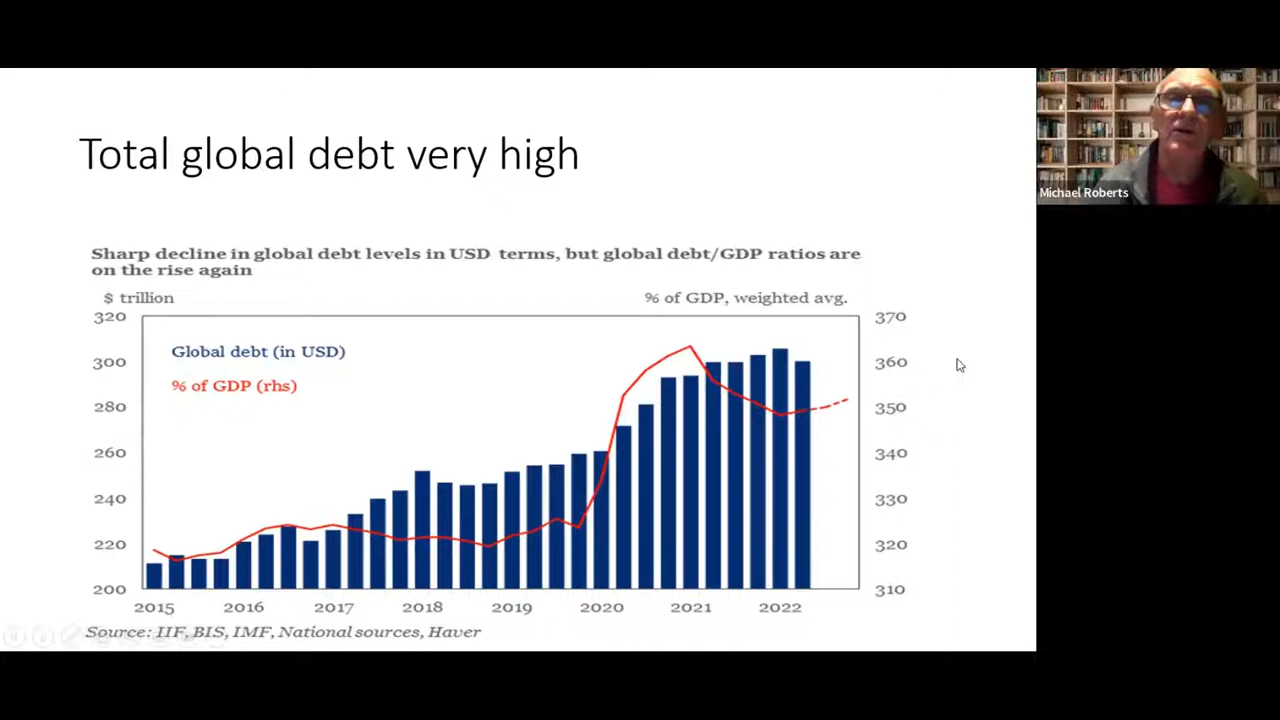 Total global debt very high
Michael Roberts
Sharp decline in global debt levels in USD terms, but global debt/GDP ratios are
on the rise again
$ trillion
% of GDP, weighted avg.
320
370
Global debt (in USD)
300
360
% of GDP (rhs)
280
350
260
340
240
330
220
320
200
310
2015 2016 2017 2018 2019 2020 2021 2022
Source: IIF, BIS, IMF, National sources, Haver